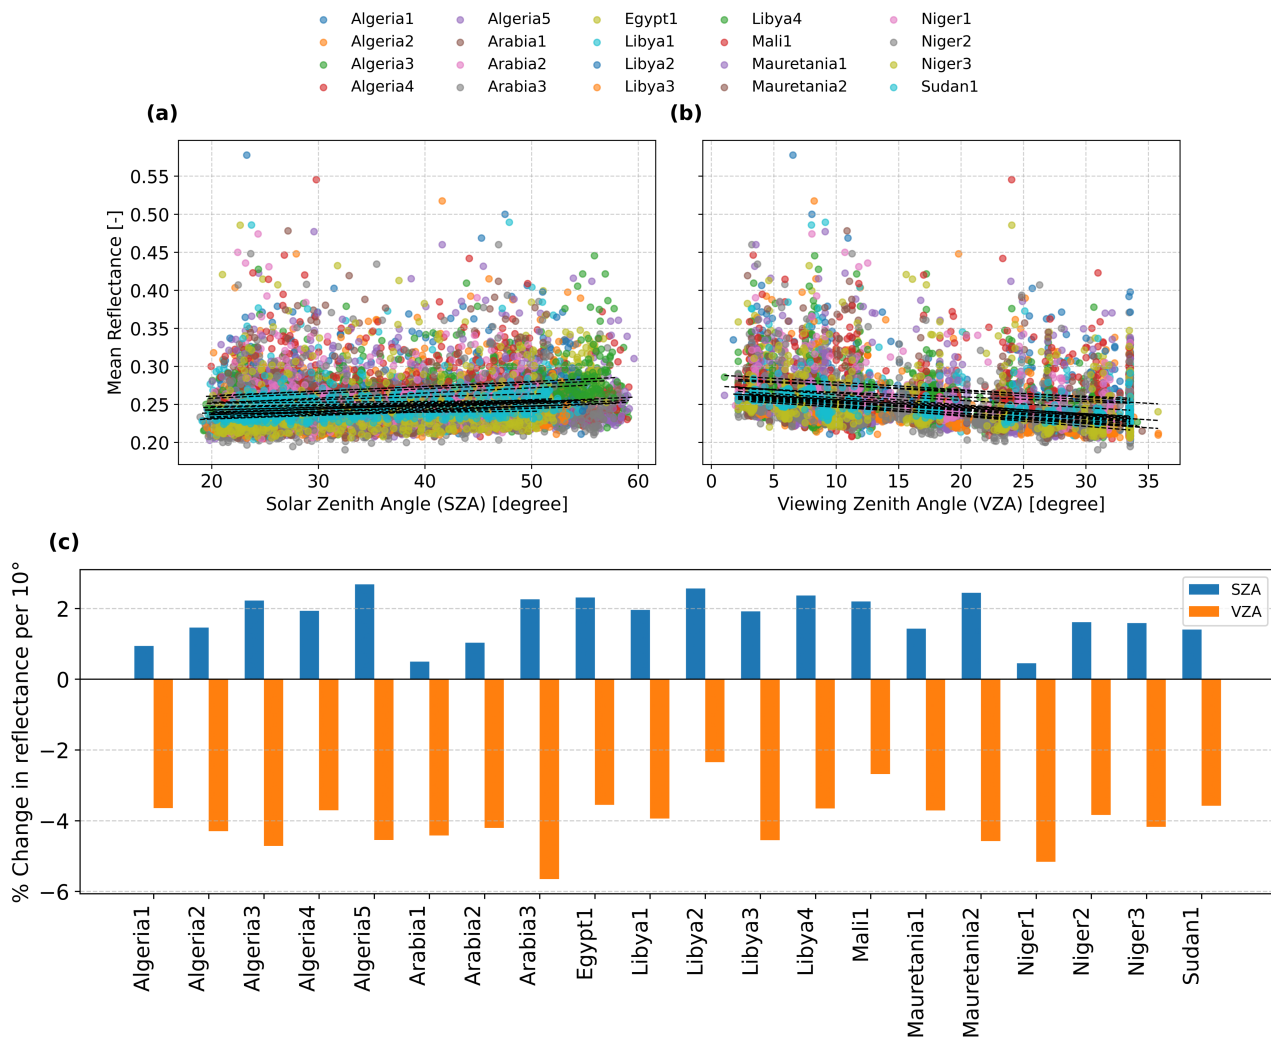 Algeria1 Algeria5 Egypt1 Libya4 Niger1
Algeria2 Arabia1 Libya1 Mali1 Niger2
Algeria3 Arabia2 Libya2 Mauretania1 Niger3
Algeria4 Arabia3 Libya3 Mauretania2 Sudan1
(a) (b)
Mean Reflectance [-]
0.55
0.50
0.45
0.40
0.35
0.30
0.25
0.20
20 30 40 50 60
Solar Zenith Angle (SZA) [degree]
0 5 10 15 20 25 30 35
Viewing Zenith Angle (VZA) [degree]
(c)
% Change in reflectance per 10°
2
0
−2
−4
−6
SZA
VZA
Algeria1
Algeria2
Algeria3
Algeria4
Algeria5
Arabia1
Arabia2
Arabia3
Egypt1
Libya1
Libya2
Libya3
Libya4
Mali1
Mauretania1
Mauretania2
Niger1
Niger2
Niger3
Sudan1